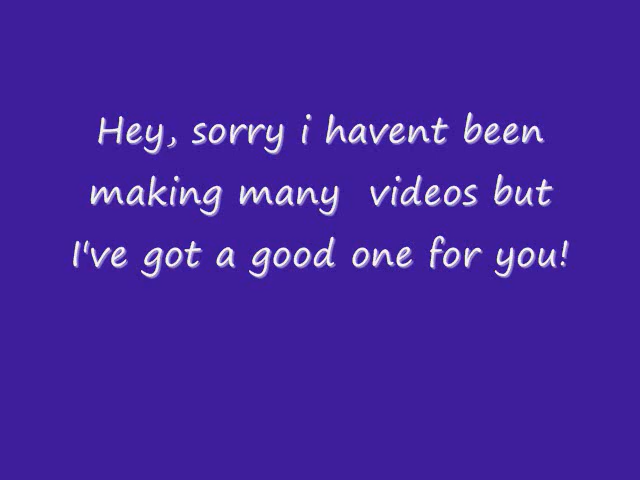 Hey, sorry i havent been
making many  videos but
I've got a good one for you!